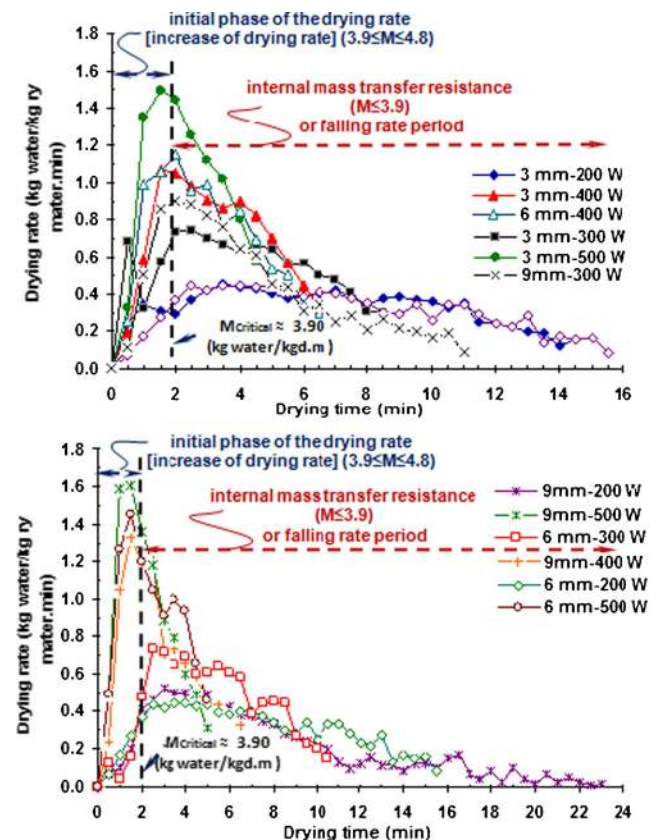 initial phase of the drying rate
[increase of drying rate] (3.9≤M≤4.8)
1.8
1.6
1.4
1.2
1.0
0.8
0.6
0.4
0.2
0.0
Drying rate (kg water/kg ry
mater.min)
internal mass transfer resistance
(M≤3.9)
or falling rate period
3 mm-200 W
3 mm-400 W
6 mm-400 W
3 mm-300 W
3 mm-500 W
9mm-300 W
Mcritical ≈ 3.90
(kg water/kgd.m)
0 2 4 6 8 10 12 14 16
Drying time (min)
initial phase of the drying rate
[increase of drying rate] (3.9≤M≤4.8)
1.8
1.6
1.4
1.2
1.0
0.8
0.6
0.4
0.2
0.0
Drying rate (kg water/kg ry
mater.min)
internal mass transfer resistance
(M≤3.9)
or falling rate period
9mm-200 W
9mm-500 W
6 mm-300 W
9mm-400 W
6 mm-200 W
6 mm-500 W
Mcritical ≈ 3.90
(kg water/kgd.m)
0 2 4 6 8 10 12 14 16 18 20 22 24
Drying time (min)